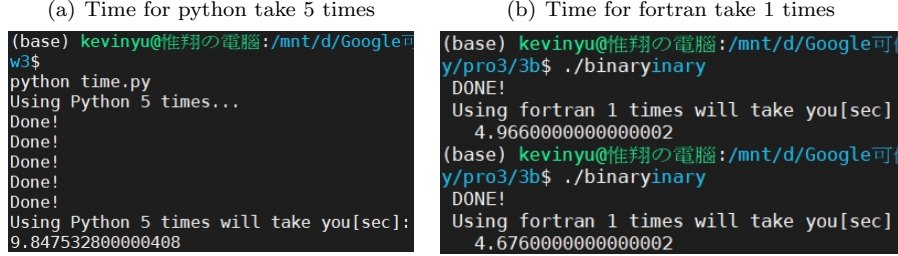 (a) Time for python take 5 times
(base) kevinyu@惟翔の電腦:/mnt/d/Google可
w3$
python time.py
Using Python 5 times...
Done!
Done!
Done!
Done!
Done!
Using Python 5 times will take you[sec]:
9.847532800000408
(b) Time for fortran take 1 times
(base) kevinyu@惟翔の電腦:/mnt/d/Google可
y/pro3/3b$ ./binaryinary
DONE!
Using fortran 1 times will take you[sec]
4.9660000000000002
(base) kevinyu@惟翔の電腦:/mnt/d/Google可
y/pro3/3b$ ./binaryinary
DONE!
Using fortran 1 times will take you[sec]
4.6760000000000002